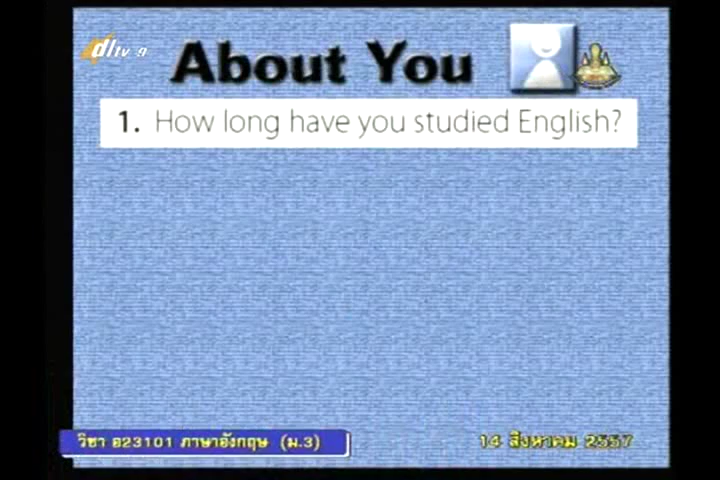 dltv 9
About You
1. How long have you studied English?
วิชา อ23101 ภาษาอังกฤษ (ม.3)
14 สิงหาคม 2557